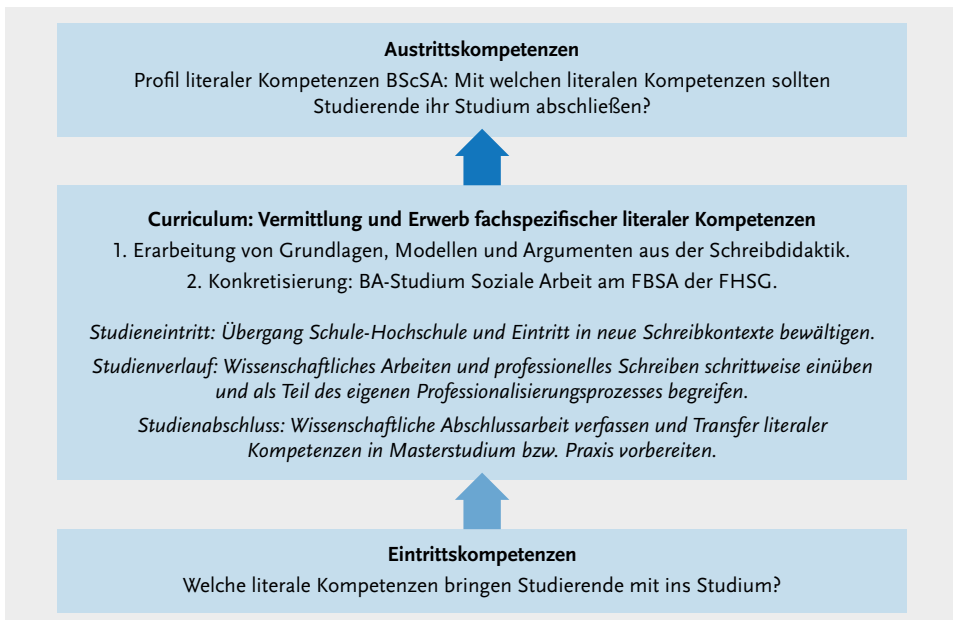 Austrittskompetenzen
Profil literaler Kompetenzen BScSA: Mit welchen literalen Kompetenzen sollten
Studierende ihr Studium abschließen?
Curriculum: Vermittlung und Erwerb fachspezifischer literaler Kompetenzen
1. Erarbeitung von Grundlagen, Modellen und Argumenten aus der Schreibdidaktik.
2. Konkretisierung: BA-Studium Soziale Arbeit am FBSA der FHSG.
Studieneintritt: Übergang Schule-Hochschule und Eintritt in neue Schreibkontexte bewältigen.
Studienverlauf: Wissenschaftliches Arbeiten und professionelles Schreiben schrittweise einüben
und als Teil des eigenen Professionalisierungsprozesses begreifen.
Studienabschluss: Wissenschaftliche Abschlussarbeit verfassen und Transfer literaler
Kompetenzen in Masterstudium bzw. Praxis vorbereiten.
Eintrittskompetenzen
Welche literale Kompetenzen bringen Studierende mit ins Studium?